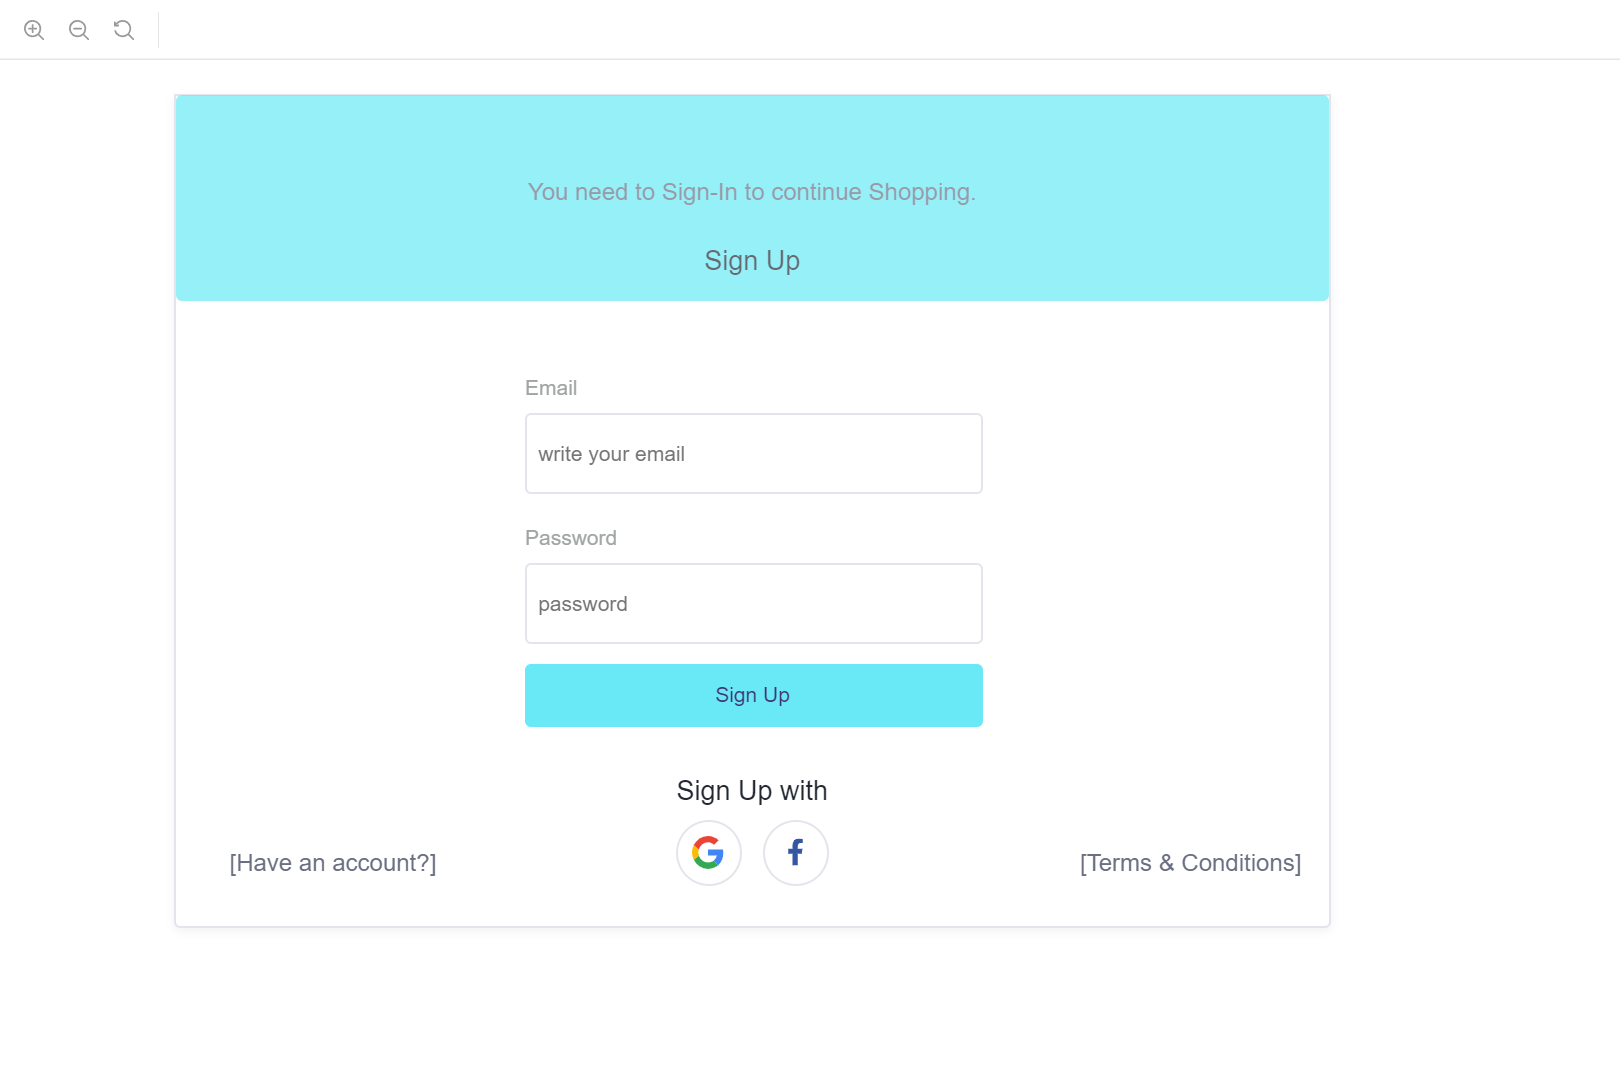 You need to Sign-In to continue Shopping.
Sign Up
Email
write your email
Password
password
Sign Up
Sign Up with
[Have an account?]
[Terms & Conditions]